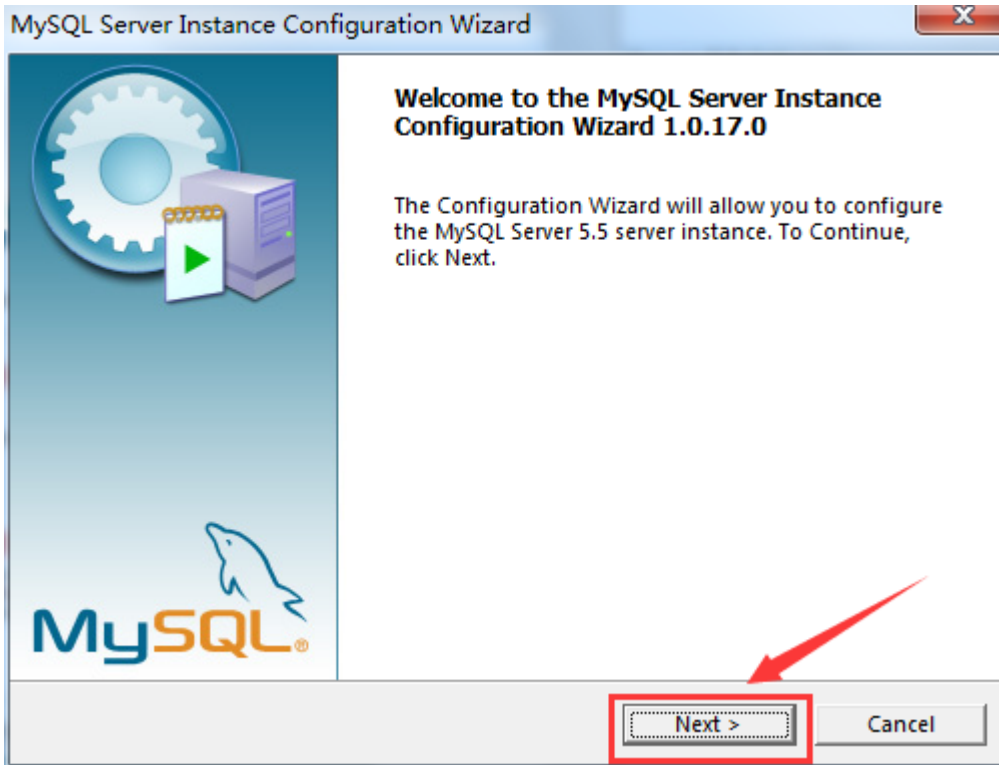 MySQL Server Instance Configuration Wizard
X
Welcome to the MySQL Server Instance
Configuration Wizard 1.0.17.0
The Configuration Wizard will allow you to configure
the MySQL Server 5.5 server instance. To Continue,
click Next.
MySQL®
Next >
Cancel